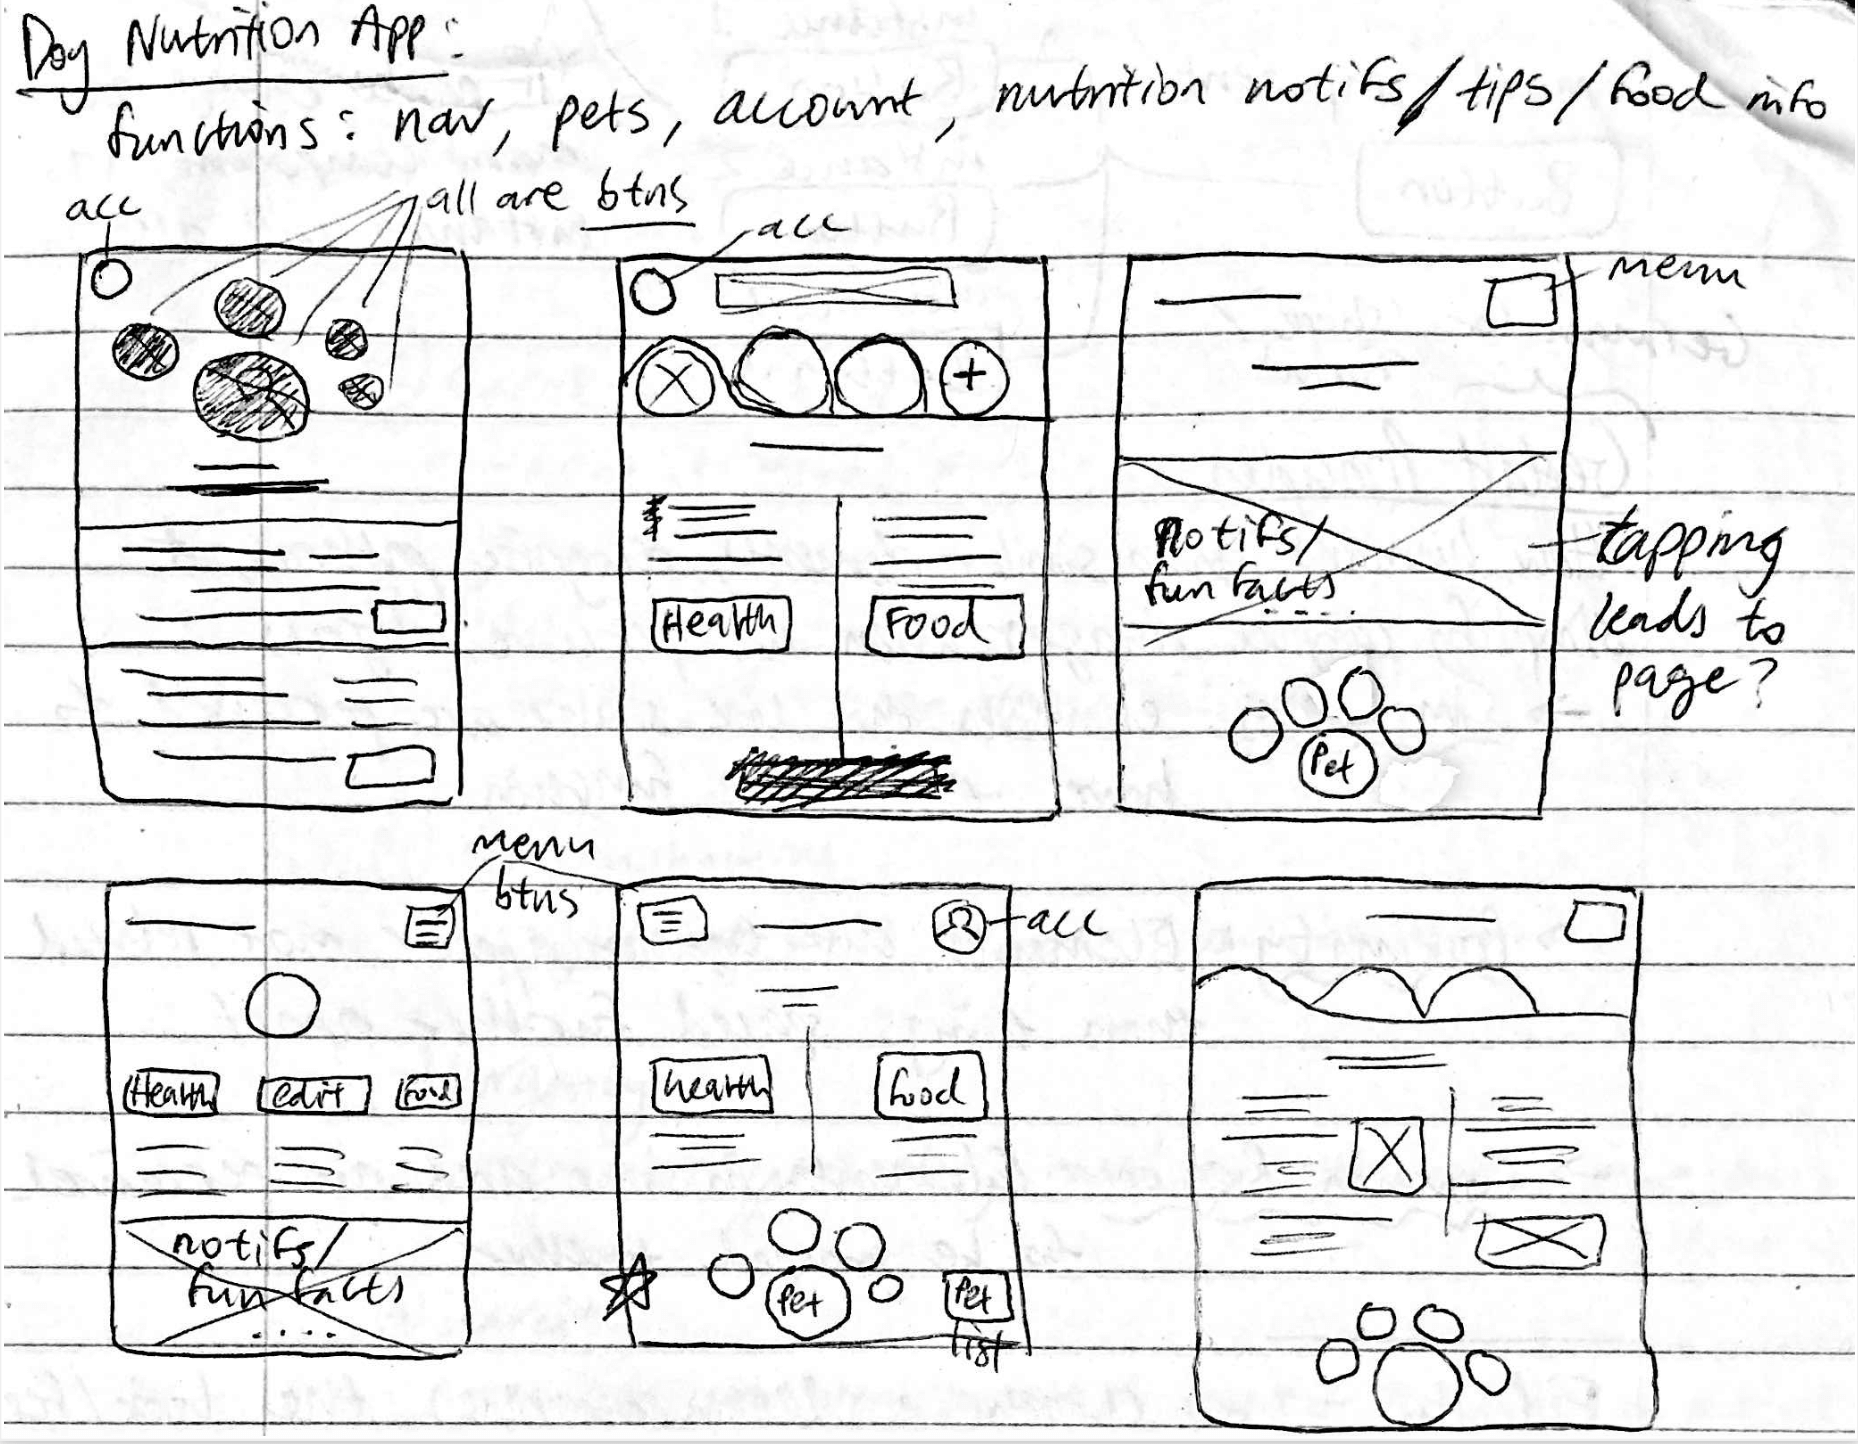 Dog Nutrition App:
functions: nav, pets, account, nutrition notifs/tips/food info
acc
all are btns
acc
menu
Health
Food
notifs/
fun facts
....
tapping
leads to
page?
Pet
menu
btns
acc
Health
edit
Food
health
food
notifs/
fun facts
....
Pet
Pet
list